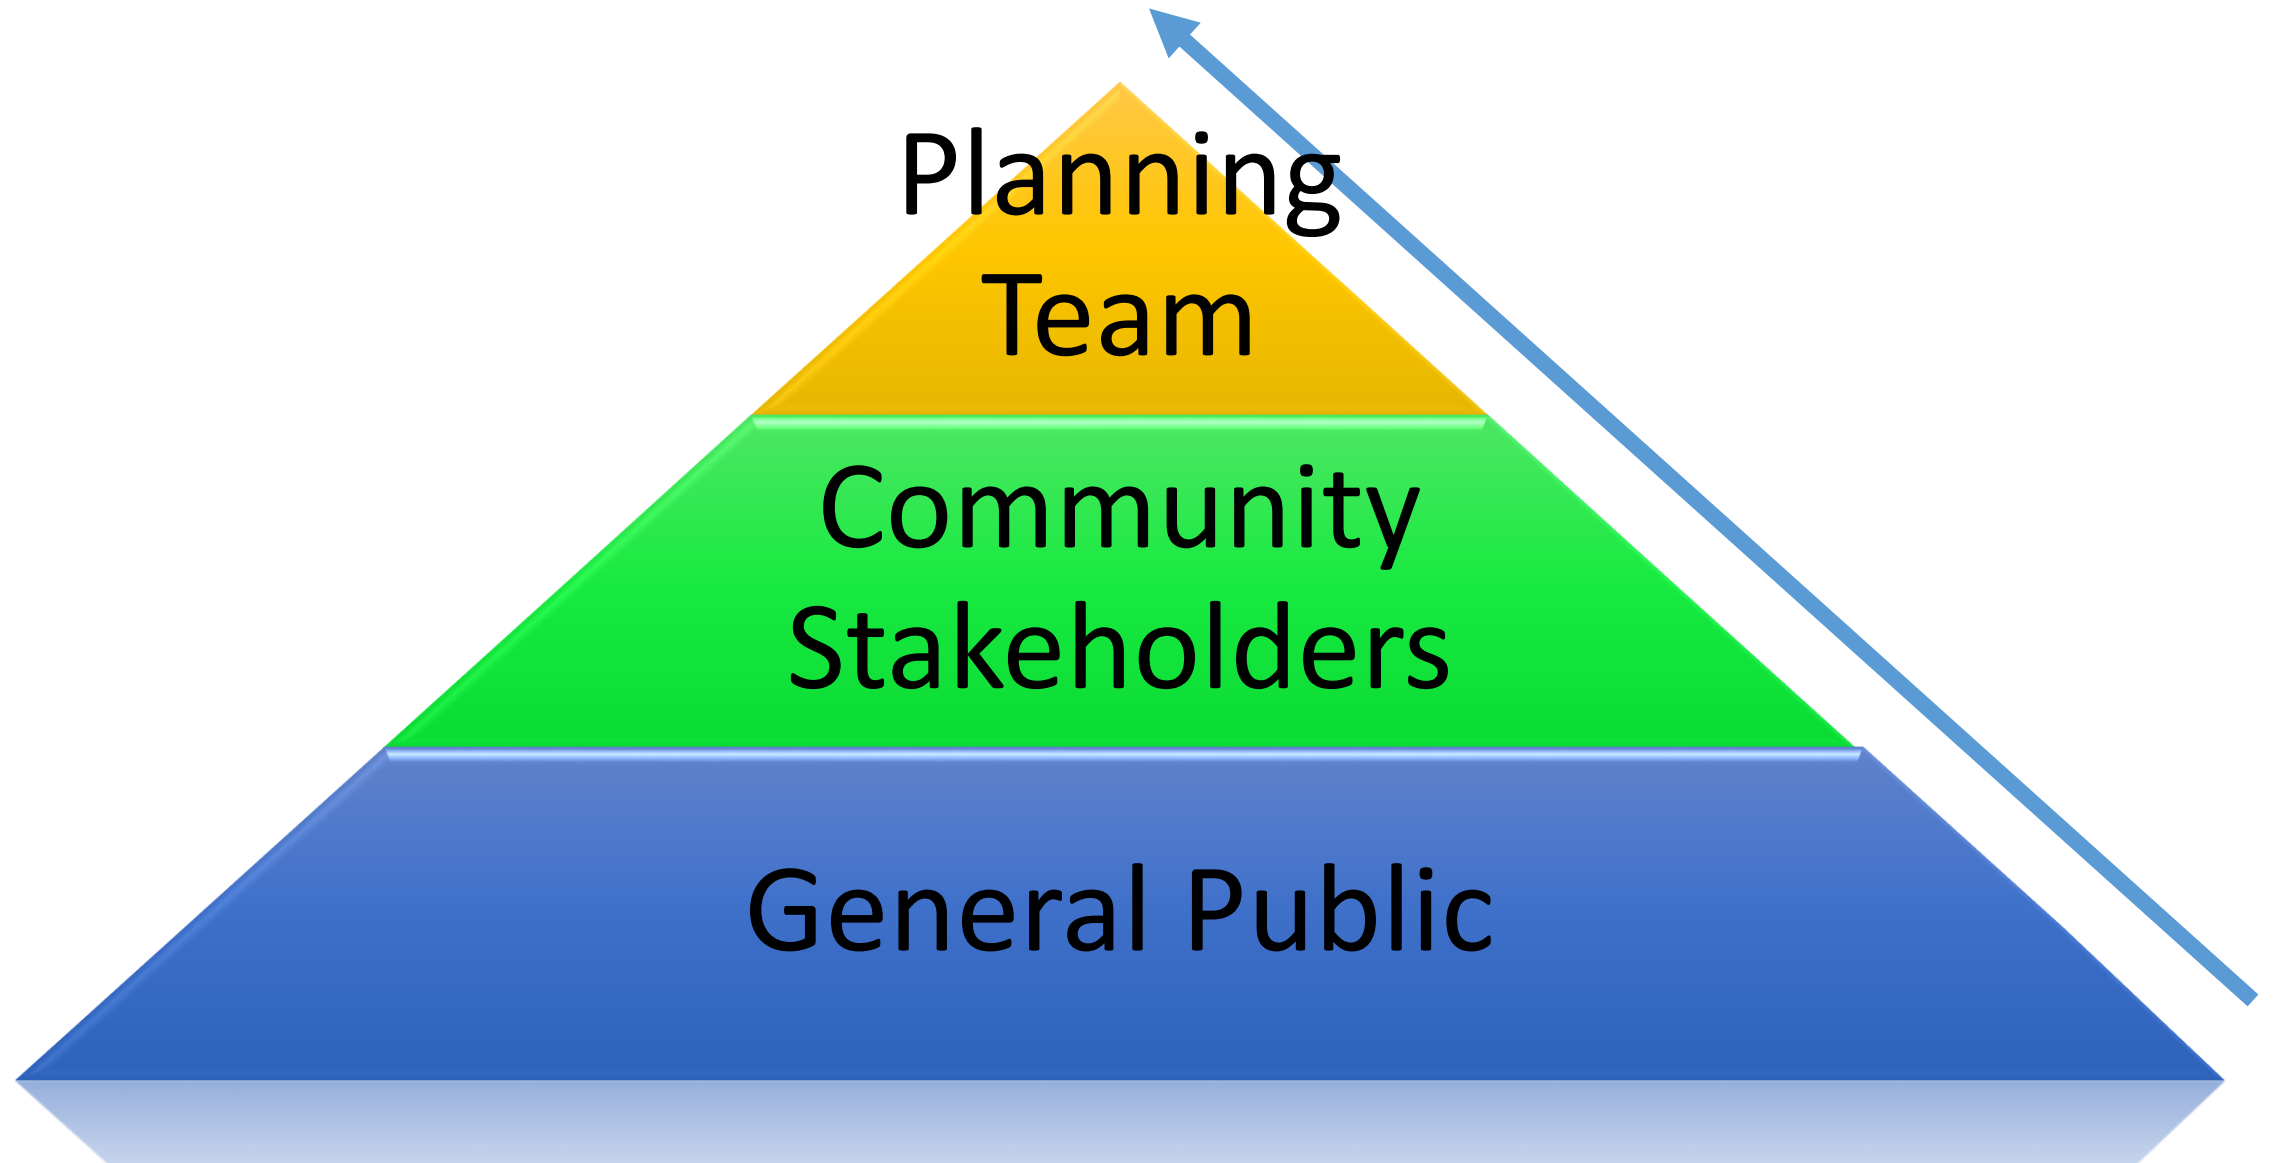 Planning
Team
Community
Stakeholders
General Public